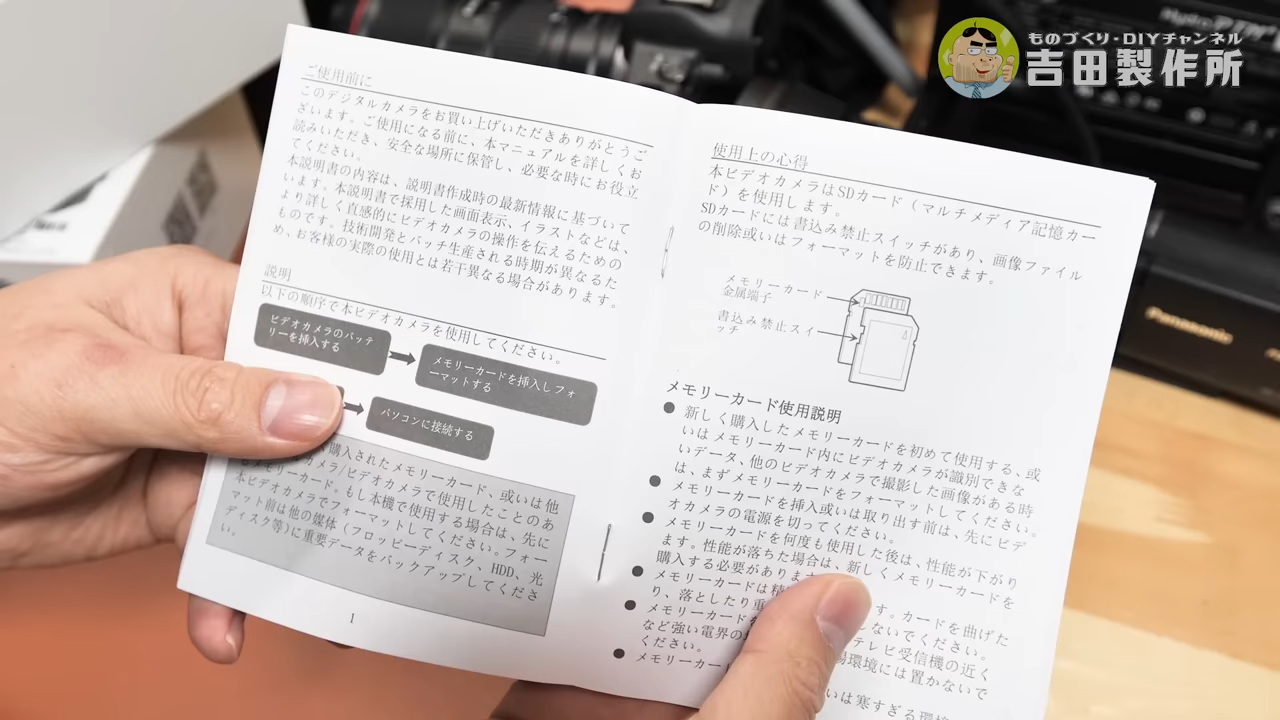 ものづくり・DIYチャンネル
吉田製作所
Panasonic
ご使用前に
このデジタルカメラをお買い上げいただきありがとうご
ざいます。ご使用になる前に、本マニュアルを詳しくお
読みいただき、安全な場所に保管し、必要な時にお役立
てください。
本説明書の内容は、説明書作成時の最新情報に基づいて
います。本説明書で採用した画面表示、イラストなどは、
より詳しく直感的にビデオカメラの操作を伝えるための
ものです。技術開発とバッチ生産される時期が異なるた
め、お客様の実際の使用とは若干異なる場合があります。
説明
以下の順序で本ビデオカメラを使用してください。
ビデオカメラのバッテ
リーを挿入する
メモリーカードを挿入しフォ
ーマットする
パソコンに接続する
購入されたメモリーカード、或いは他
カメラ/ビデオカメラで使用したことのあ
るメモリーカード。もし本機で使用する場合は、先に
本ビデオカメラでフォーマットしてください。フォー
マット前は他の媒体（フロッピーディスク、HDD、光
ディスク等)に重要データをバックアップしてくださ
い。
1
使用上の心得
本ビデオカメラはSDカード（マルチメディア記憶カー
ド）を使用します。
SDカードには書込み禁止スイッチがあり、画像ファイル
の削除或いはフォーマットを防止できます。
メモリーカード
金属端子
書込み禁止スイ
ッチ
メモリーカード使用説明
● 新しく購入したメモリーカードを初めて使用する、或
いは メモリーカード内にビデオカメラが識別できな
いデータ、他のビデオカメラで撮影した画像がある時
は、まずメモリーカードをフォーマットしてください。
● メモリーカードを挿入或いは取り出す前は、先にビデ
オカメラの電源を切ってください。
● メモリーカードを何度も使用した後は、性能が下がり
ます。性能が落ちた場合は、新しくメモリーカードを
購入する必要があります
● メモリーカードは精 す。カードを曲げた
り、落としたり重 しないでください。
● メモリーカードを テレビ受信機の近く
など強い電界の 環境には置かないで
ください。
● メモリーカー いは寒すぎる環境